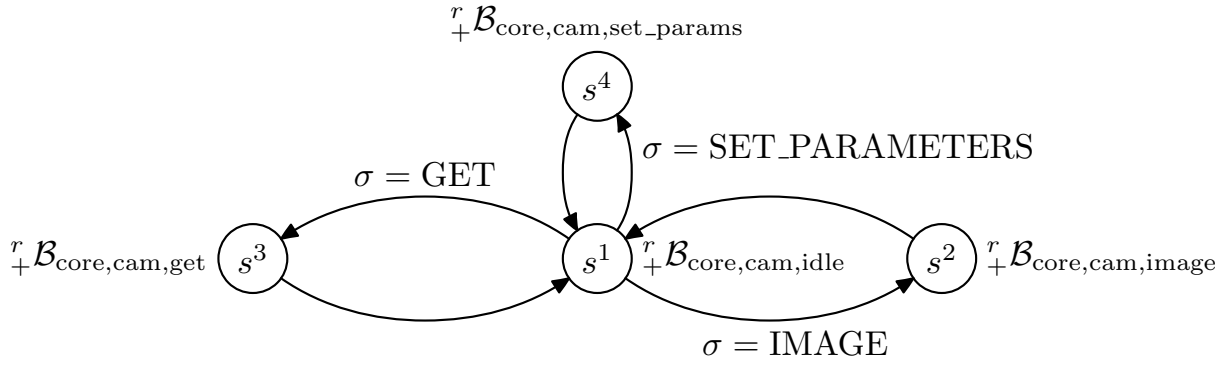 r+Bcore,cam,set_params
s4
σ = SET_PARAMETERS
σ = GET
r+Bcore,cam,get
s3
s1
r+Bcore,cam,idle
s2
r+Bcore,cam,image
σ = IMAGE